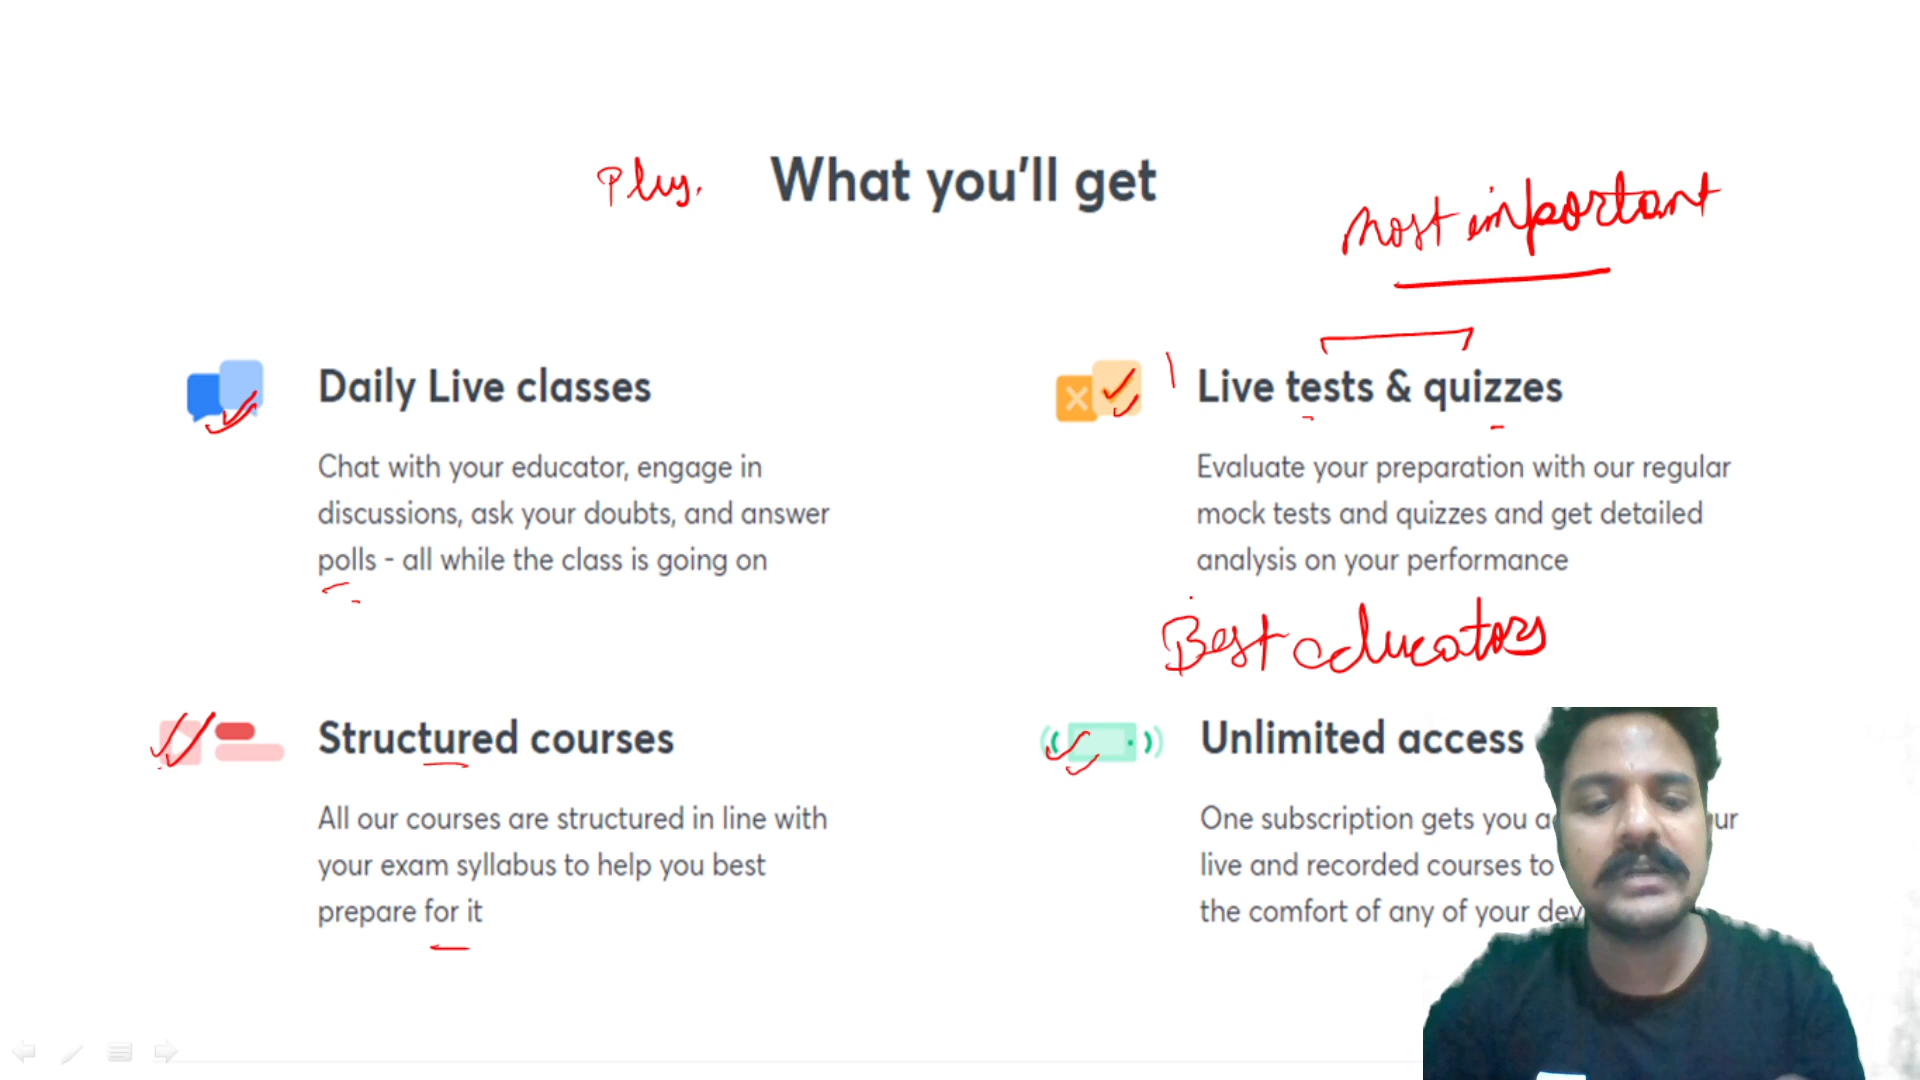 Plus.
What you'll get
Most important
Daily Live classes
Chat with your educator, engage in
discussions, ask your doubts, and answer
polls - all while the class is going on
Live tests & quizzes
Evaluate your preparation with our regular
mock tests and quizzes and get detailed
analysis on your performance
Best educators
Structured courses
All our courses are structured in line with
your exam syllabus to help you best
prepare for it
Unlimited access
One subscription gets you
live and recorded courses to
the comfort of any of your